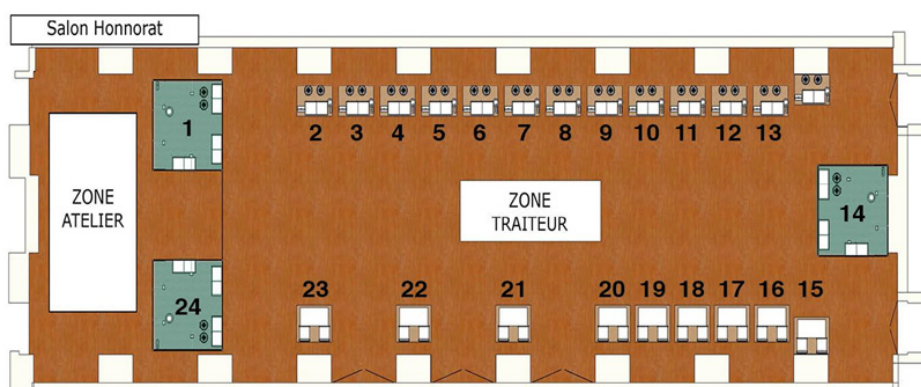 Salon Honnorat
1
2 3 4 5 6 7 8 9 10 11 12 13
ZONE
ATELIER
ZONE
TRAITEUR
14
24
23 22 21 20 19 18 17 16 15